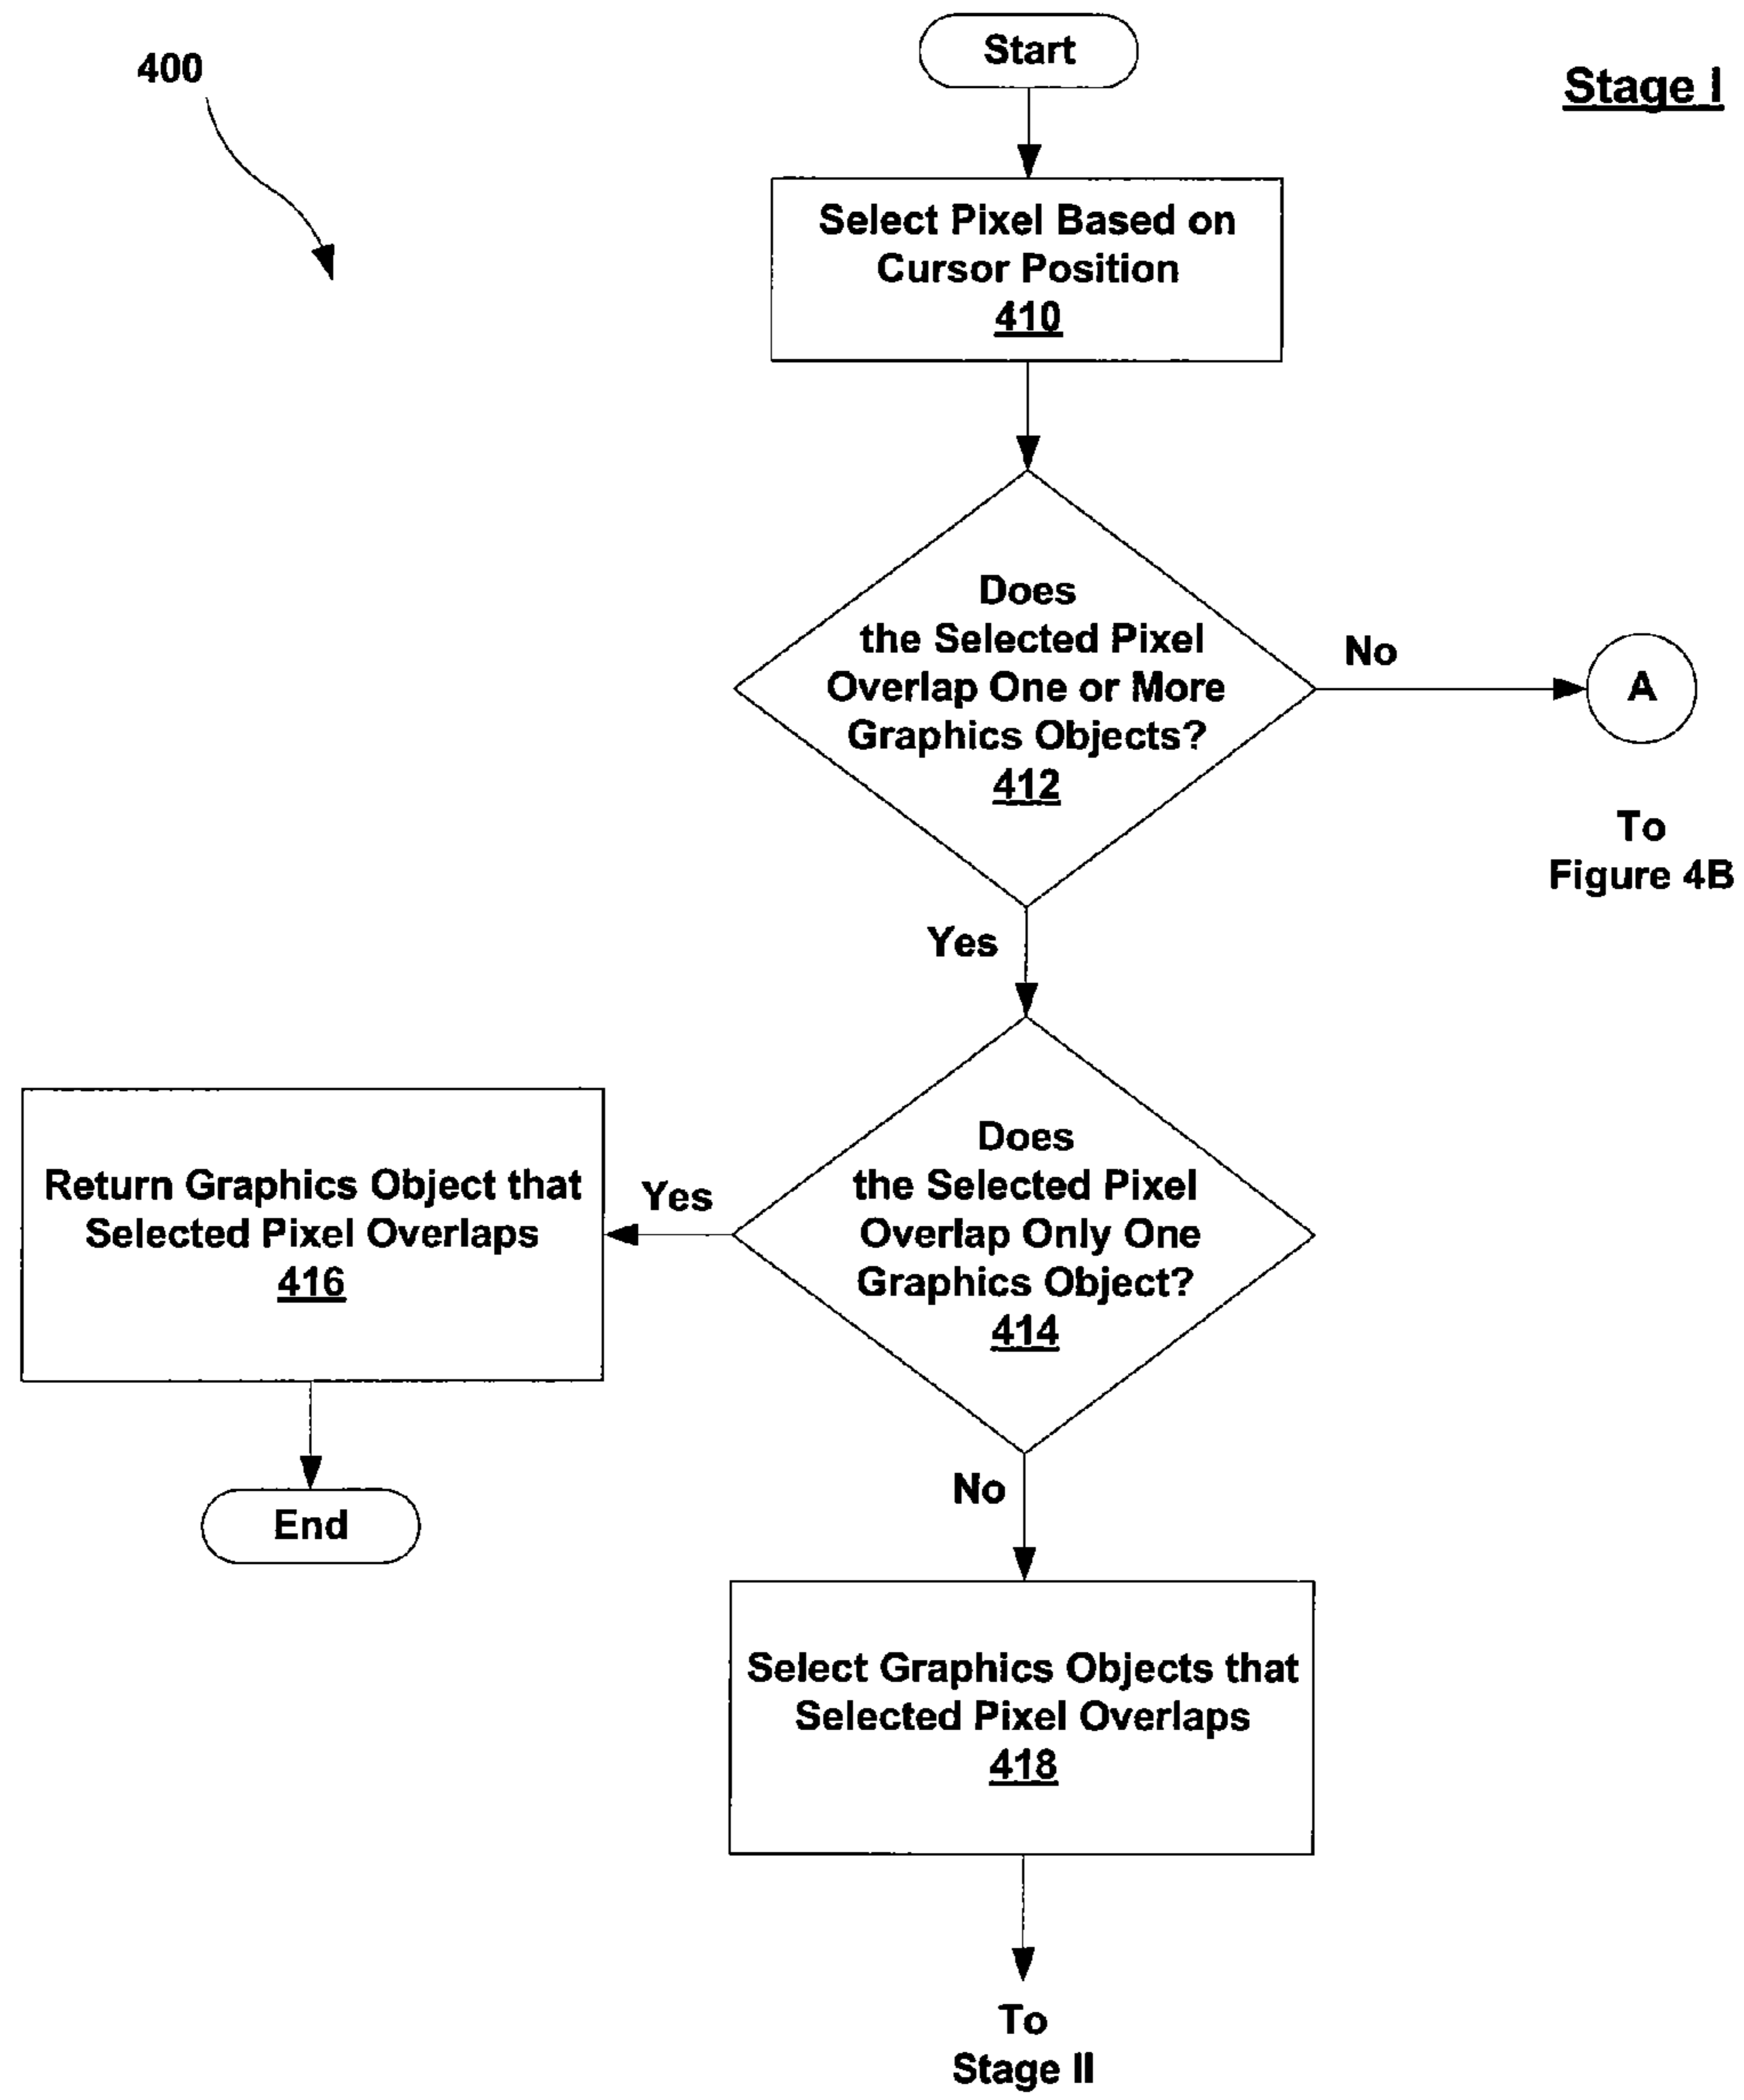 Start
400
Stage I
Select Pixel Based on
Cursor Position
410
Does
the Selected Pixel
Overlap One or More
Graphics Objects?
412
No
A
To
Figure 4B
Yes
Does
the Selected Pixel
Overlap Only One
Graphics Object?
414
Yes
Return Graphics Object that
Selected Pixel Overlaps
416
End
No
Select Graphics Objects that
Selected Pixel Overlaps
418
To
Stage II